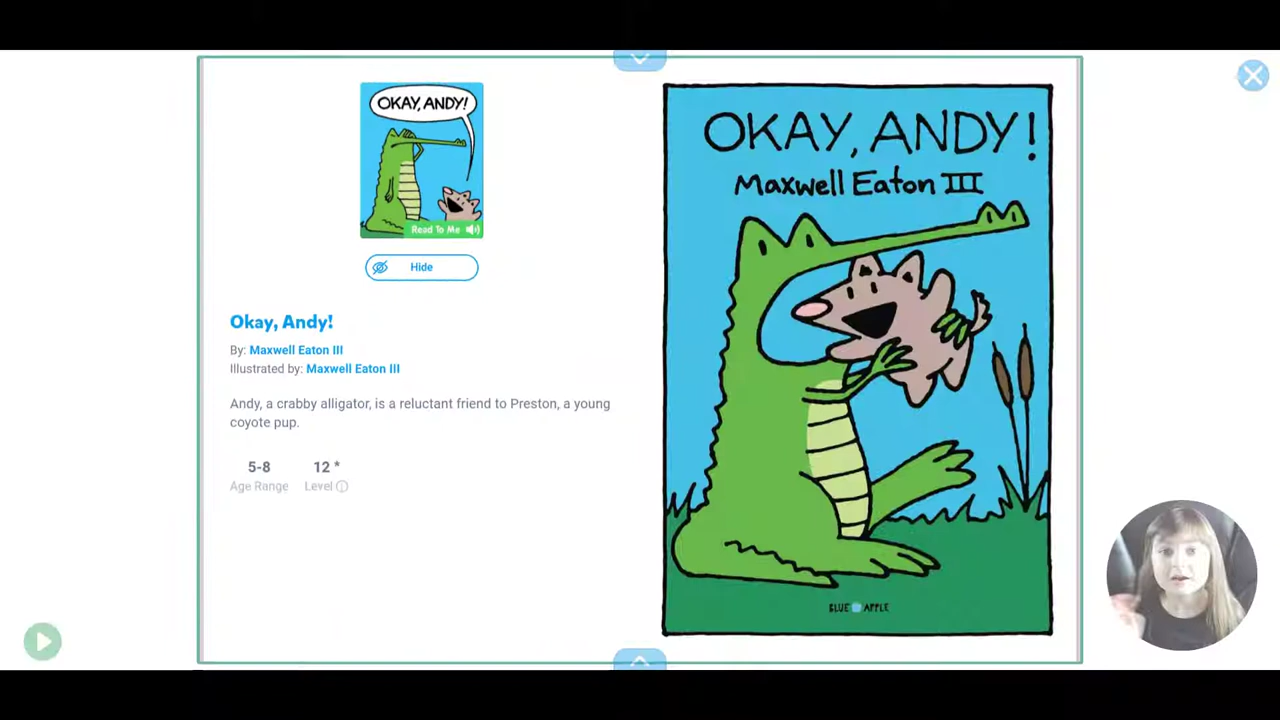 OKAY, ANDY!
Read To Me
Hide
Okay, Andy!
By: Maxwell Eaton III
Illustrated by: Maxwell Eaton III
Andy, a crabby alligator, is a reluctant friend to Preston, a young
coyote pup.
5-8 12 *
Age Range Level
OKAY, ANDY!
Maxwell Eaton III
BLUE APPLE